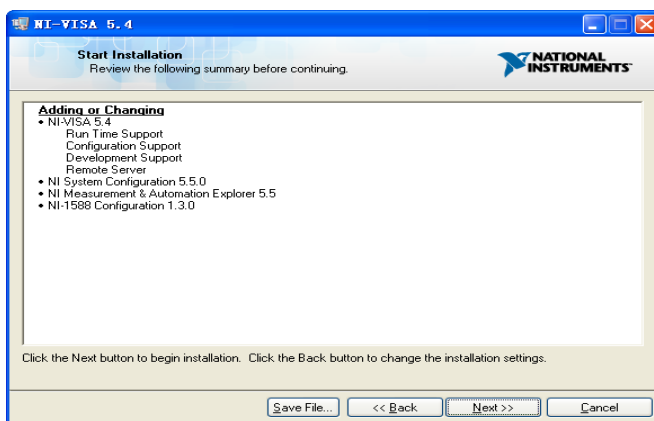 NI-VISA 5.4
Start Installation
Review the following summary before continuing.
NATIONAL
INSTRUMENTS
Adding or Changing
• NI-VISA 5.4
Run Time Support
Configuration Support
Development Support
Remote Server
• NI System Configuration 5.5.0
• NI Measurement & Automation Explorer 5.5
• NI-1588 Configuration 1.3.0
Click the Next button to begin installation. Click the Back button to change the installation settings.
Save File... << Back Next >> Cancel